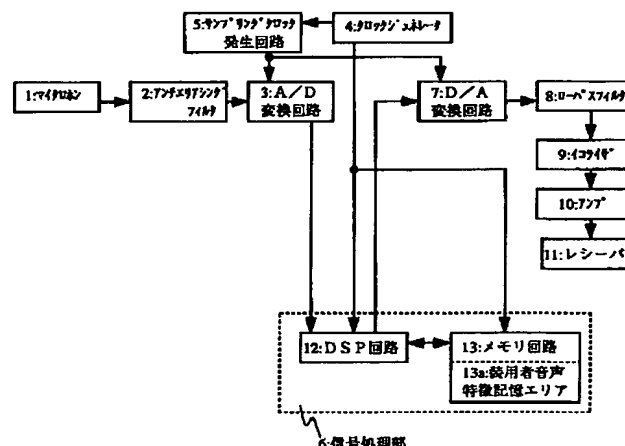 5:サンプリングクロック
発生回路
4:クロックジェネレータ
1:マイクロホン
2:アンチエリアシング
フィルタ
3:A/D
変換回路
7:D/A
変換回路
8:ローパスフィルタ
9:イコライザ
10:アンプ
11:レシーバ
12:DSP回路
13:メモリ回路
13a:装用者音声
特徴記憶エリア
6:信号処理部